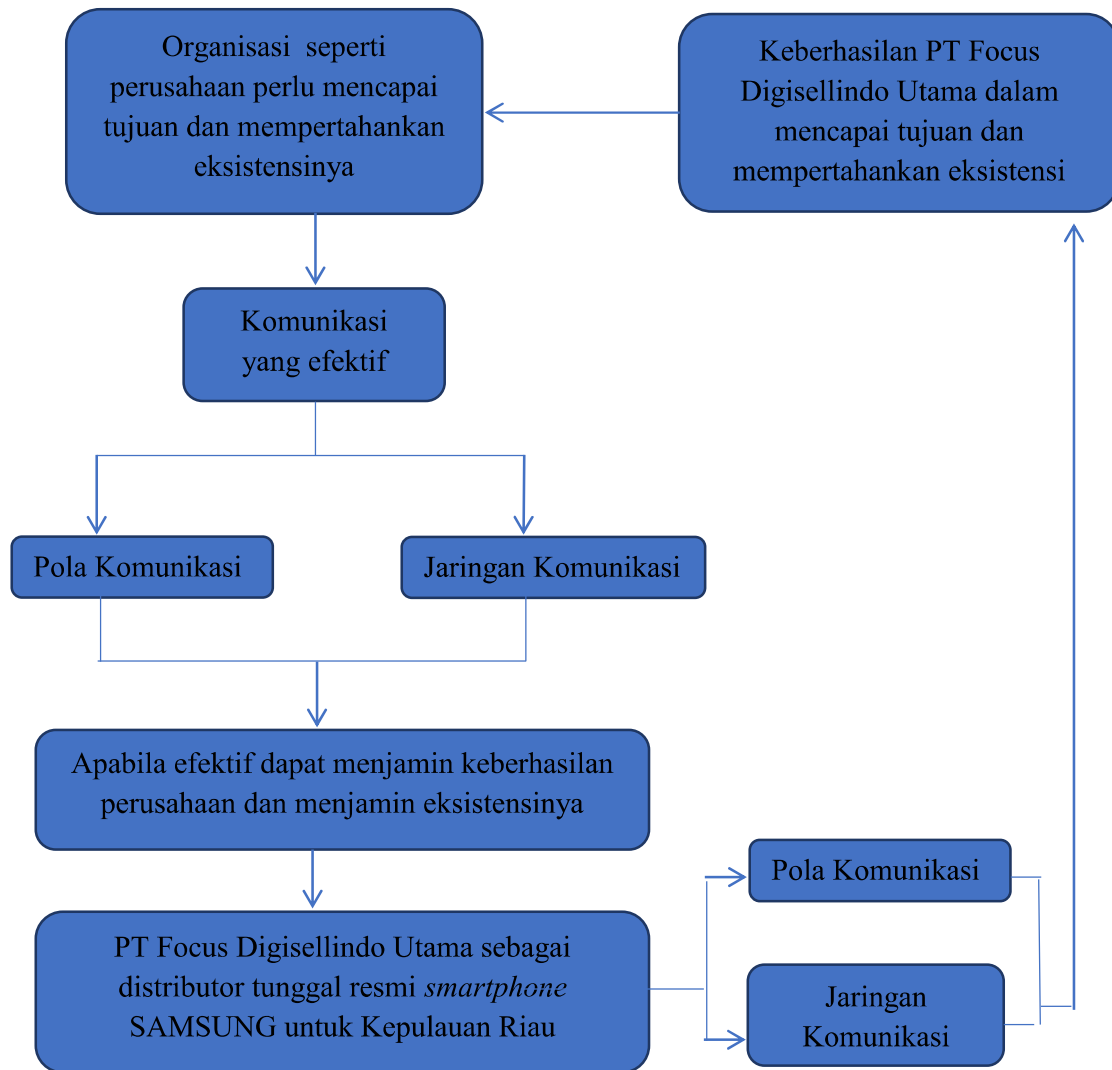 Organisasi seperti
perusahaan perlu mencapai
tujuan dan mempertahankan
eksistensinya
Keberhasilan PT Focus
Digisellindo Utama dalam
mencapai tujuan dan
mempertahankan eksistensi
Komunikasi
yang efektif
Pola Komunikasi
Jaringan Komunikasi
Apabila efektif dapat menjamin keberhasilan
perusahaan dan menjamin eksistensinya
PT Focus Digisellindo Utama sebagai
distributor tunggal resmi smartphone
SAMSUNG untuk Kepulauan Riau
Pola Komunikasi
Jaringan
Komunikasi